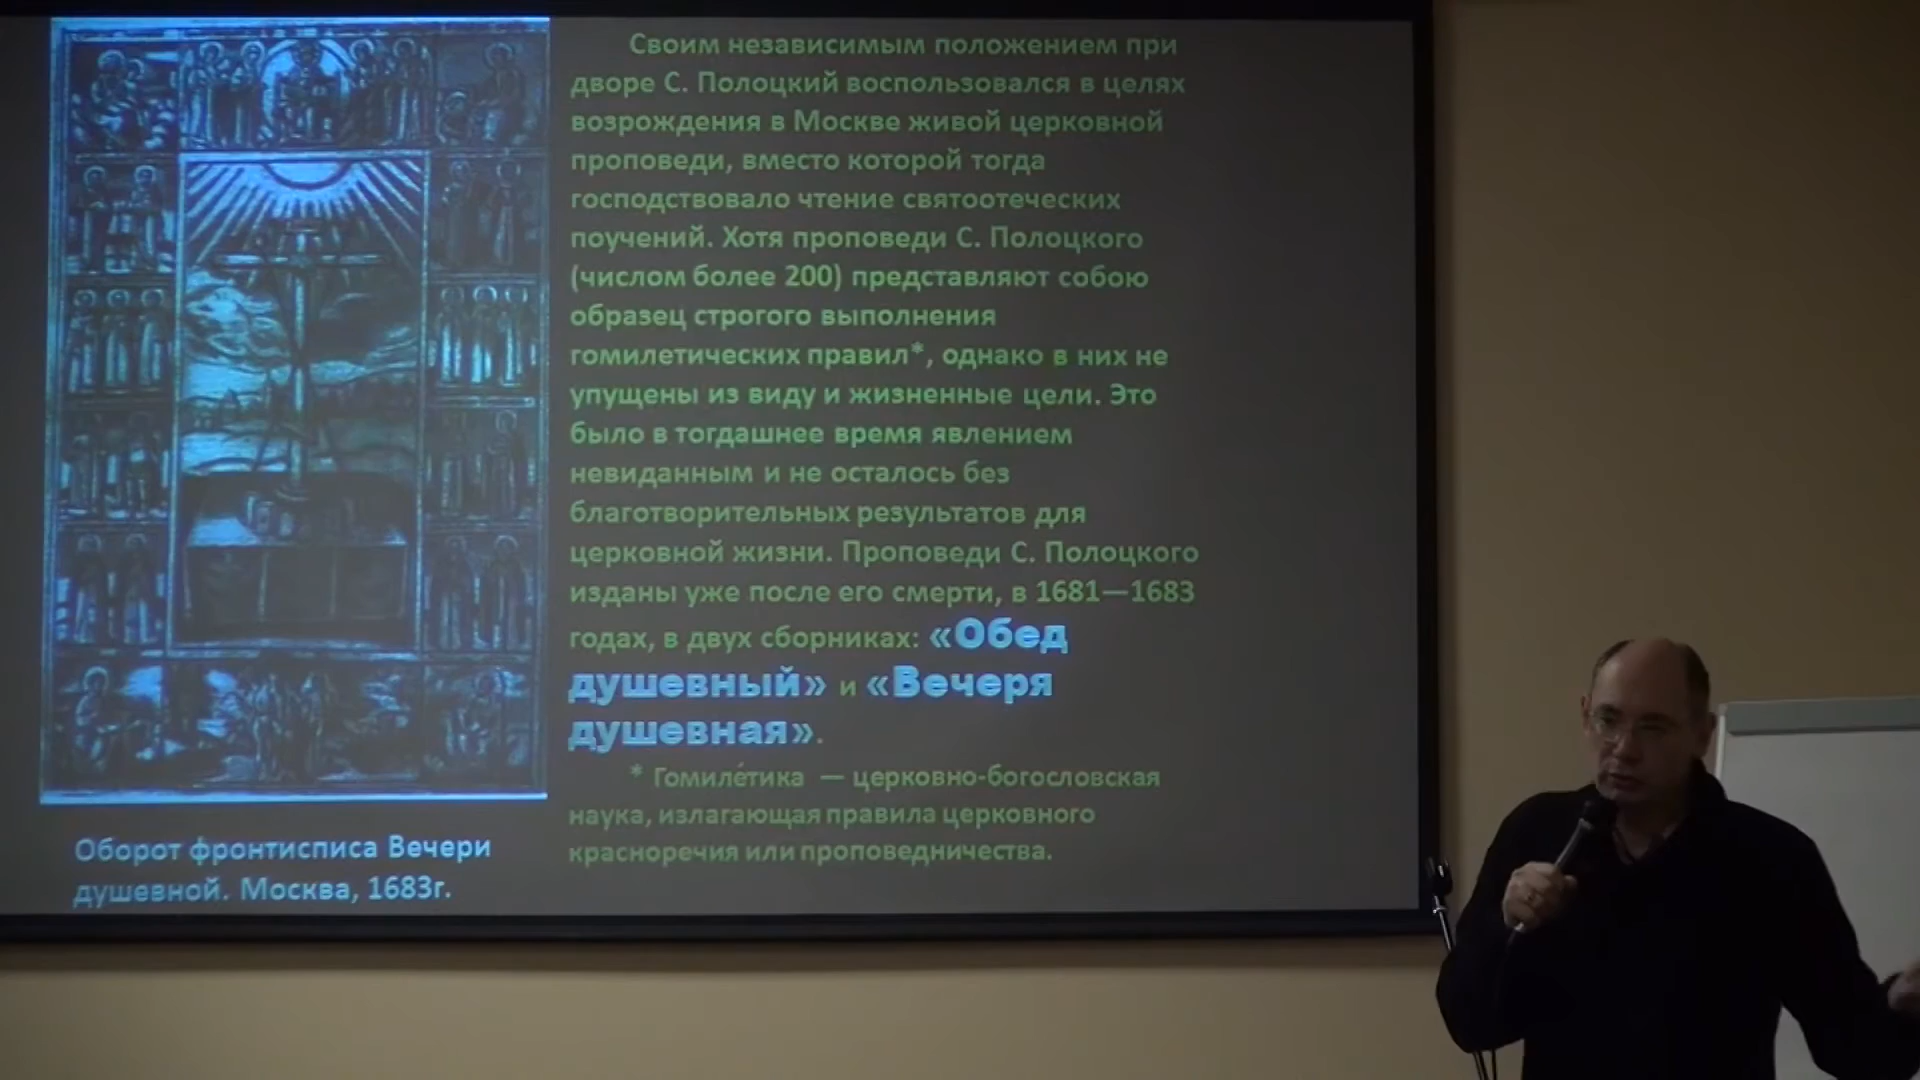 Своим независимым положением при
дворе С. Полоцкий воспользовался в целях
возрождения в Москве живой церковной
проповеди, вместо которой тогда
господствовало чтение святоотеческих
поучений. Хотя проповеди С. Полоцкого
(числом более 200) представляют собою
образец строгого выполнения
гомилетических правил*, однако в них не
упущены из виду и жизненные цели. Это
было в тогдашнее время явлением
невиданным и не осталось без
благотворительных результатов для
церковной жизни. Проповеди С. Полоцкого
изданы уже после его смерти, в 1681—1683
годах, в двух сборниках: «Обед
душевный» и «Вечеря
душевная».
* Гомиле́тика — церковно-богословская
наука, излагающая правила церковного
красноречия или проповедничества.
Оборот фронтисписа Вечери
душевной. Москва, 1683г.